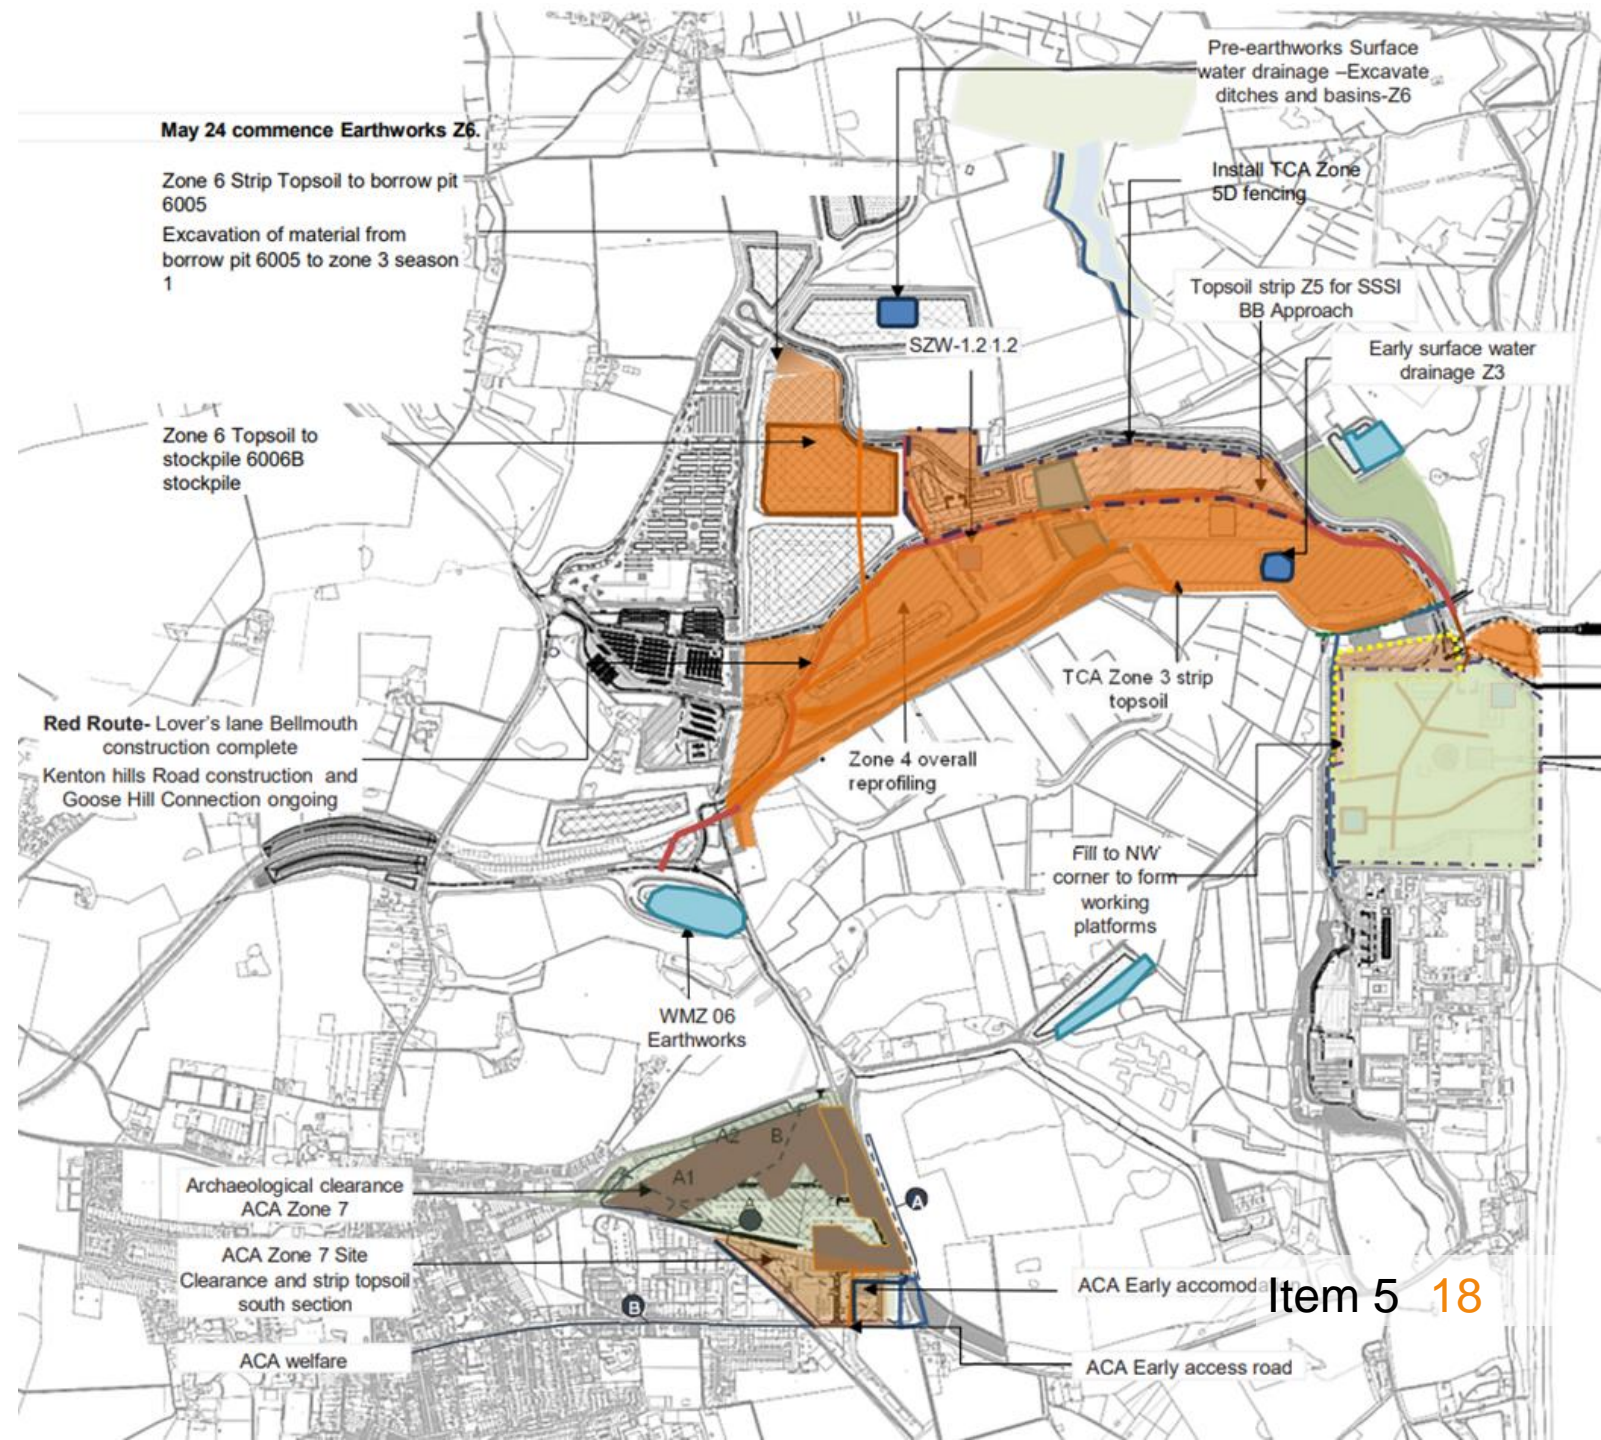 Pre-earthworks Surface
water drainage –Excavate
ditches and basins-Z6
May 24 commence Earthworks Z6.
Zone 6 Strip Topsoil to borrow pit
6005
Excavation of material from
borrow pit 6005 to zone 3 season
1
Install TCA Zone
5D fencing
Topsoil strip Z5 for SSSI
BB Approach
SZW-1.2 1.2
Early surface water
drainage Z3
Zone 6 Topsoil to
stockpile 6006B
stockpile
TCA Zone 3 strip
topsoil
Red Route- Lover's lane Bellmouth
construction complete
Kenton hills Road construction and
Goose Hill Connection ongoing
Zone 4 overall
reprofiling
Fill to NW
corner to form
working
platforms
WMZ 06
Earthworks
A2
B
A1
Archaeological clearance
ACA Zone 7
A
ACA Zone 7 Site
Clearance and strip topsoil
south section
B
ACA Early accomoda
Item 5 18
ACA welfare
ACA Early access road